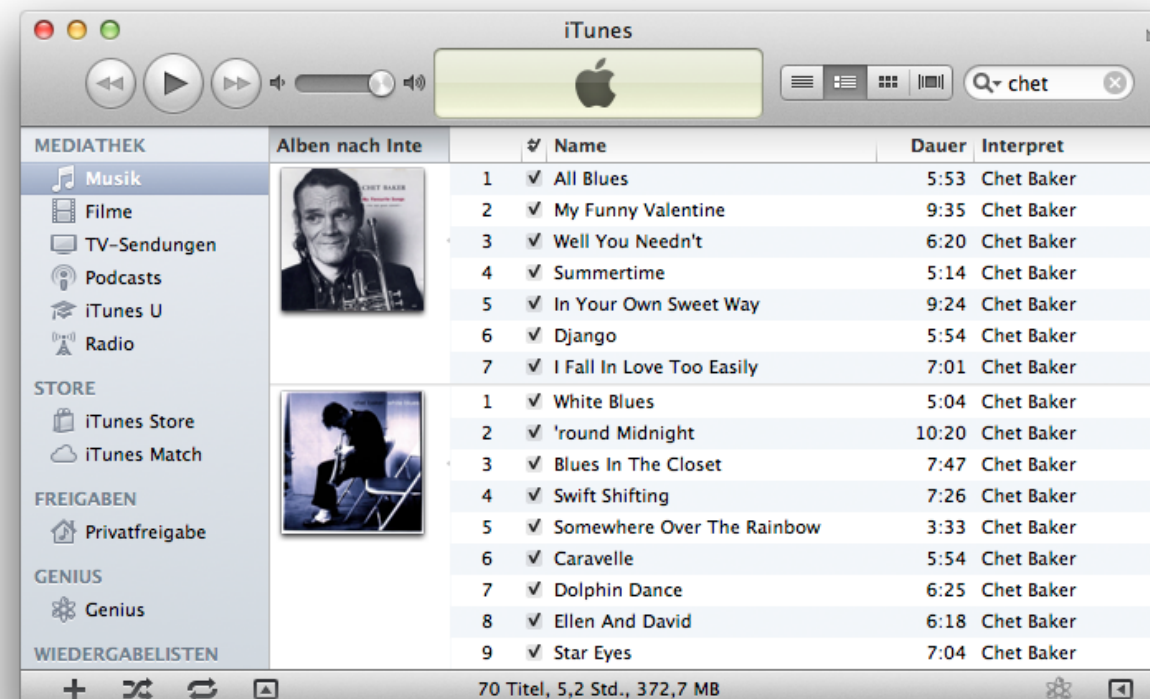 iTunes
chet
MEDIATHEK
Musik
Filme
TV-Sendungen
Podcasts
iTunes U
Radio
STORE
iTunes Store
iTunes Match
FREIGABEN
Privatfreigabe
GENIUS
Genius
WIEDERGABELISTEN
Alben nach Inte Name Dauer Interpret
CHET BAKER
My Favourite Songs
1 All Blues 5:53 Chet Baker
2 My Funny Valentine 9:35 Chet Baker
3 Well You Needn't 6:20 Chet Baker
4 Summertime 5:14 Chet Baker
5 In Your Own Sweet Way 9:24 Chet Baker
6 Django 5:54 Chet Baker
7 I Fall In Love Too Easily 7:01 Chet Baker
chet baker white blues
1 White Blues 5:04 Chet Baker
2 'round Midnight 10:20 Chet Baker
3 Blues In The Closet 7:47 Chet Baker
4 Swift Shifting 7:26 Chet Baker
5 Somewhere Over The Rainbow 3:33 Chet Baker
6 Caravelle 5:54 Chet Baker
7 Dolphin Dance 6:25 Chet Baker
8 Ellen And David 6:18 Chet Baker
9 Star Eyes 7:04 Chet Baker
70 Titel, 5,2 Std., 372,7 MB